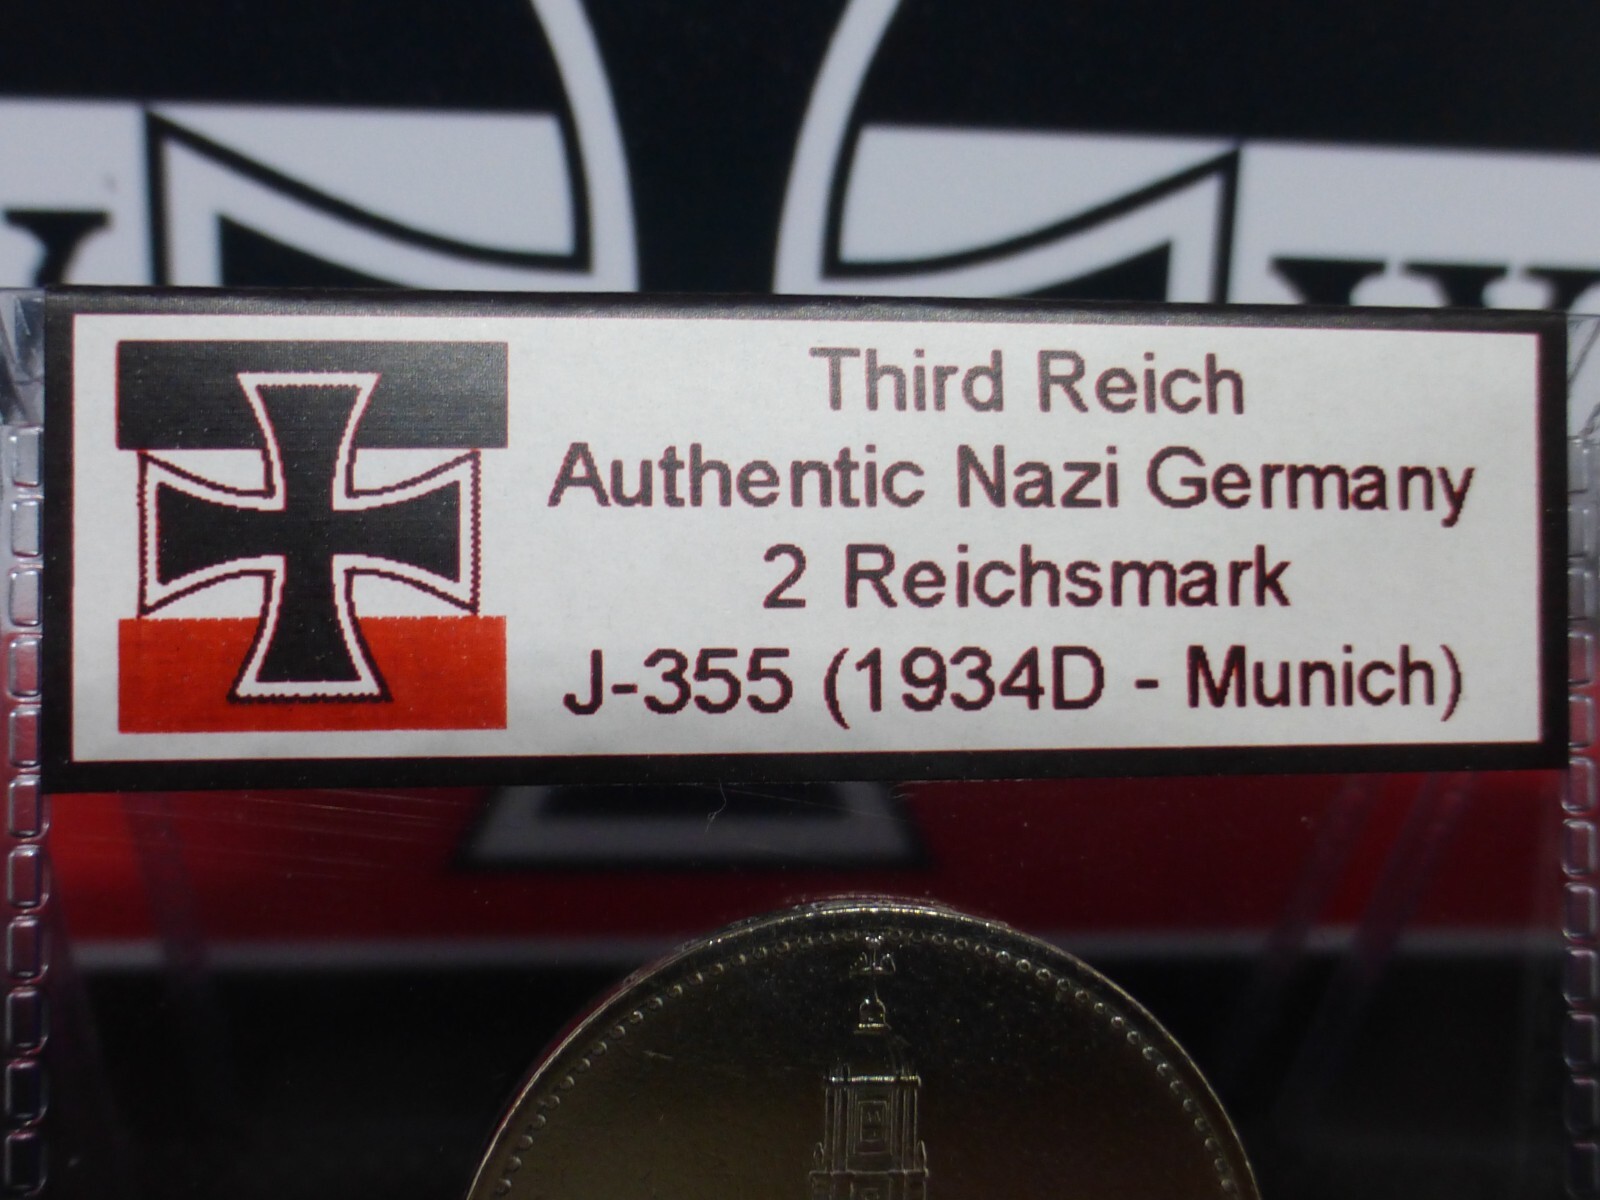 Third Reich
Authentic Nazi Germany
2 Reichsmark
J-355 (1934D - Munich)